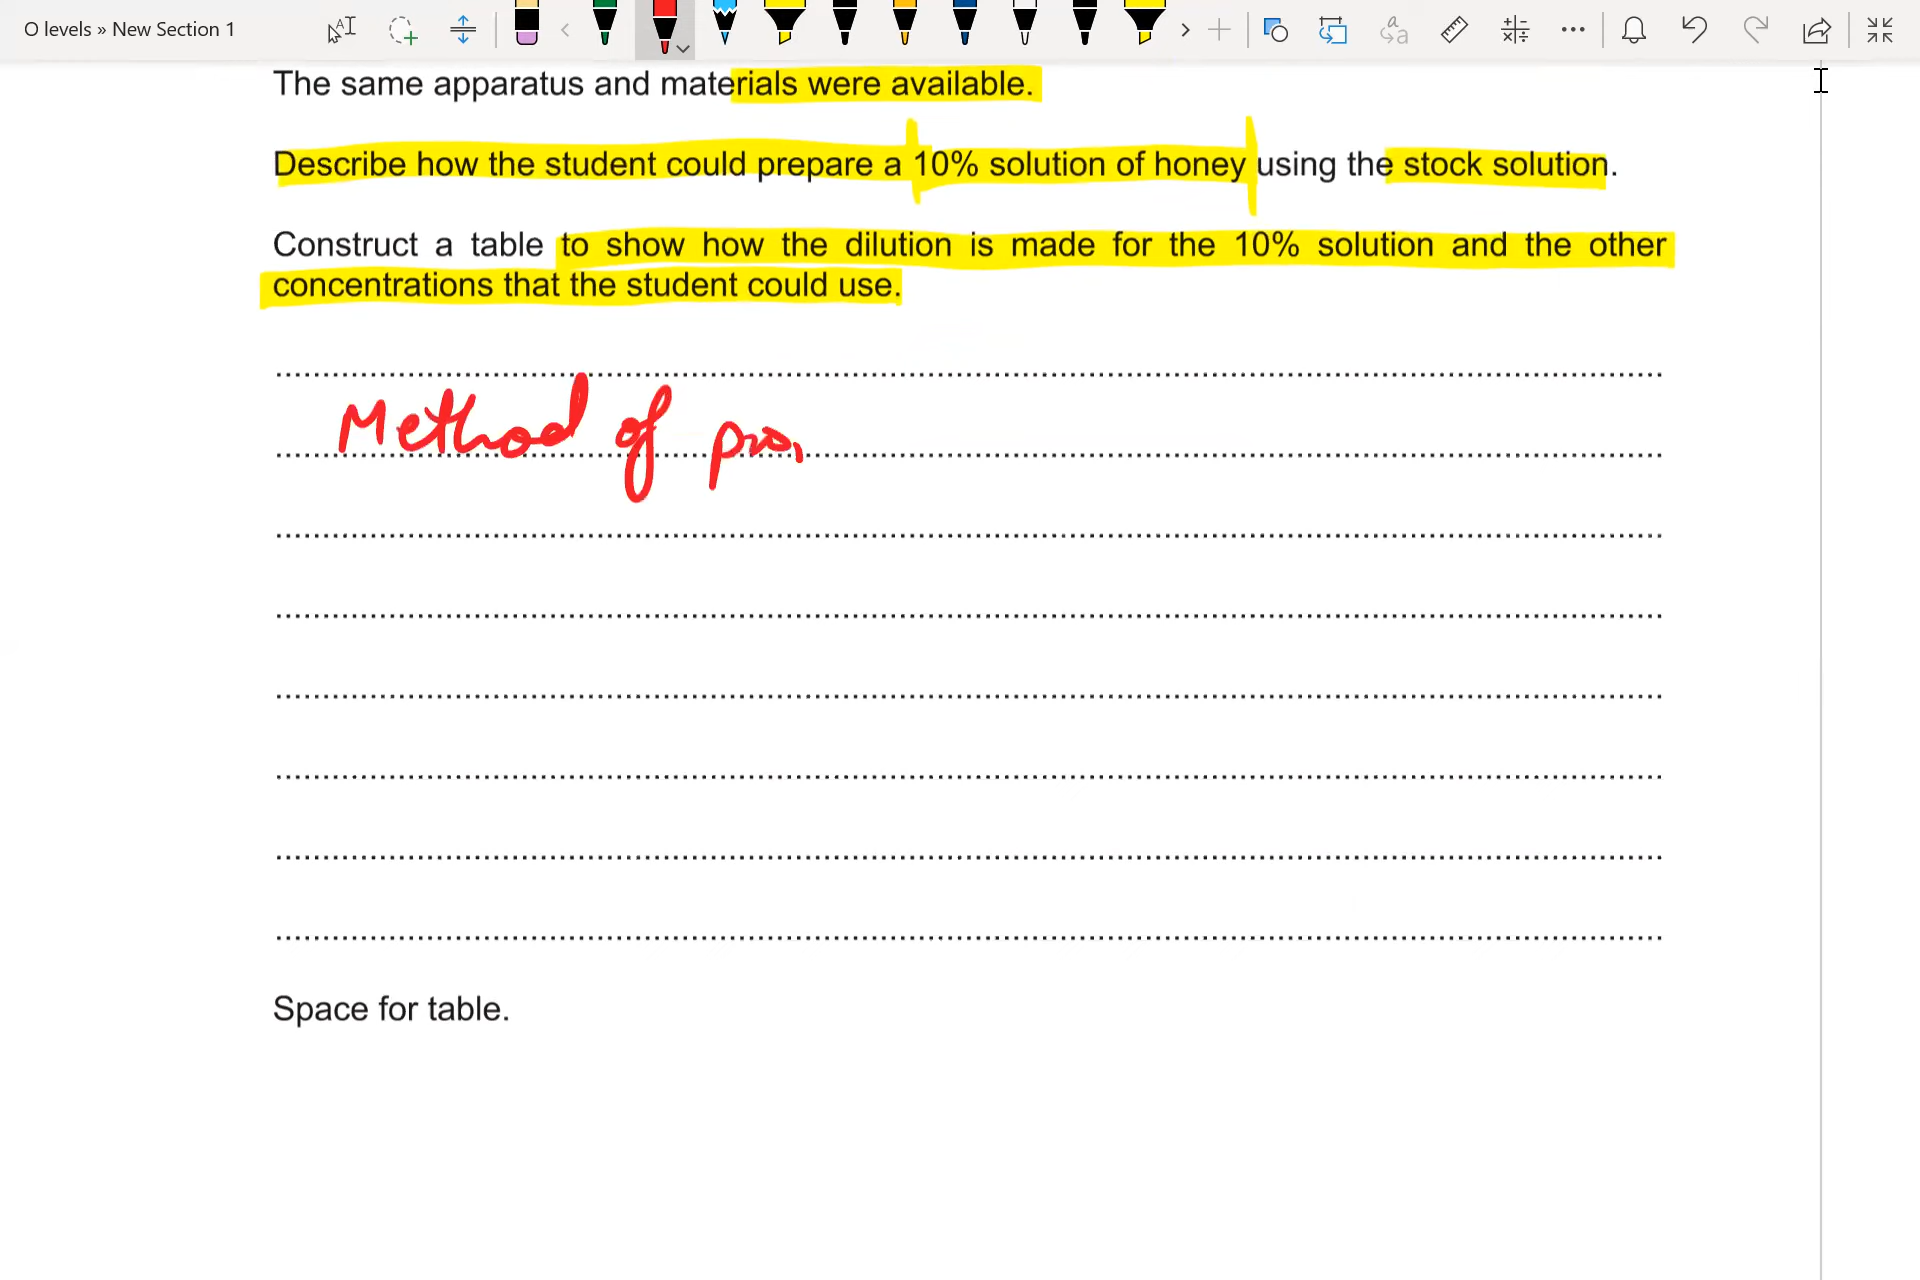 O levels » New Section 1
The same apparatus and materials were available.
Describe how the student could prepare a 10% solution of honey using the stock solution.
Construct a table to show how the dilution is made for the 10% solution and the other
concentrations that the student could use.
Method of
Space for table.